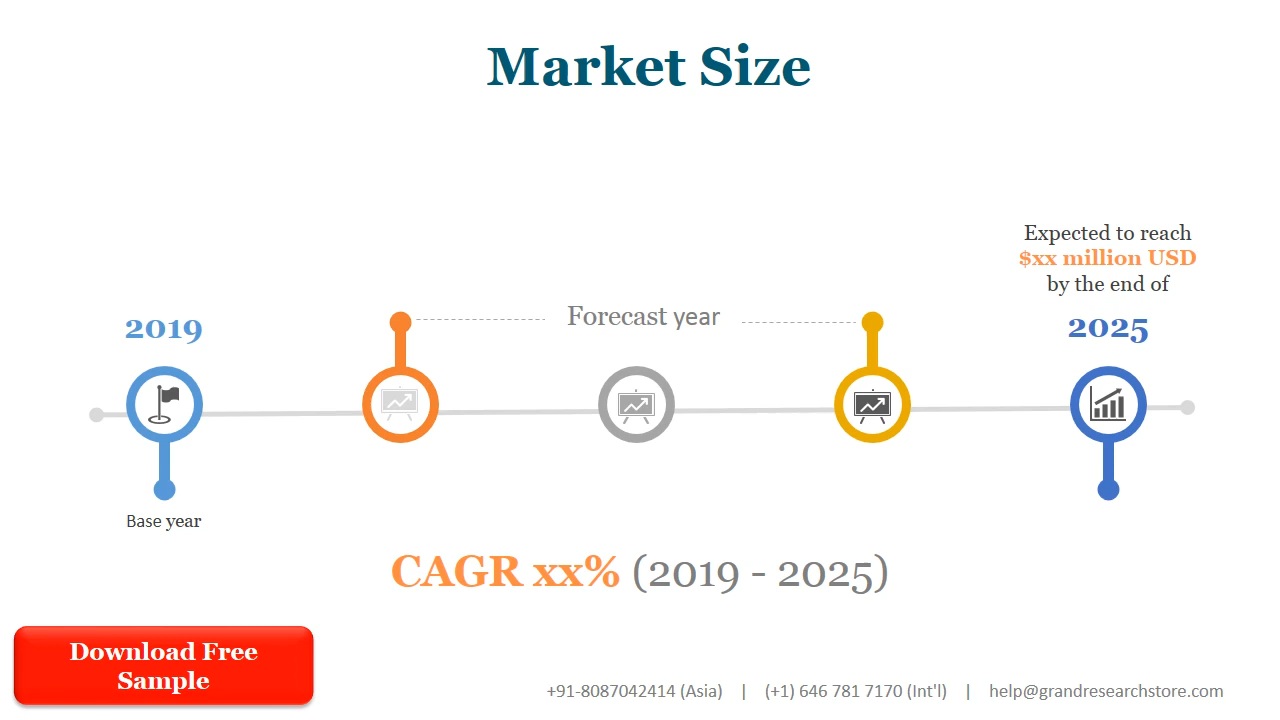 Market Size
Expected to reach
$xx million USD
by the end of
2025
2019
Forecast year
Base year
CAGR xx% (2019 - 2025)
Download Free
Sample
+91-8087042414 (Asia) | (+1) 646 781 7170 (Int'l) | help@grandresearchstore.com